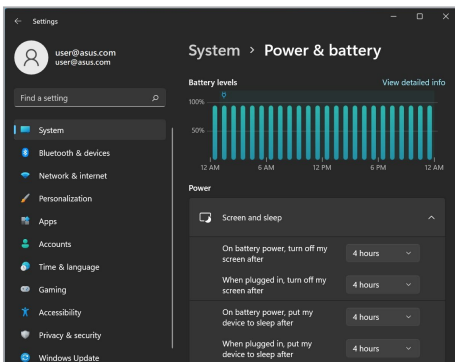 Settings
user@asus.com
user@asus.com
Find a setting
System
Bluetooth & devices
Network & internet
Personalization
Apps
Accounts
Time & language
Gaming
Accessibility
Privacy & security
Windows Update
System > Power & battery
Battery levels
View detailed info
100%
50%
12 AM 6 AM 12 PM 6 PM 12 AM
Power
Screen and sleep
On battery power, turn off my
screen after
4 hours
When plugged in, turn off my
screen after
4 hours
On battery power, put my
device to sleep after
4 hours
When plugged in, put my
device to sleep after
4 hours